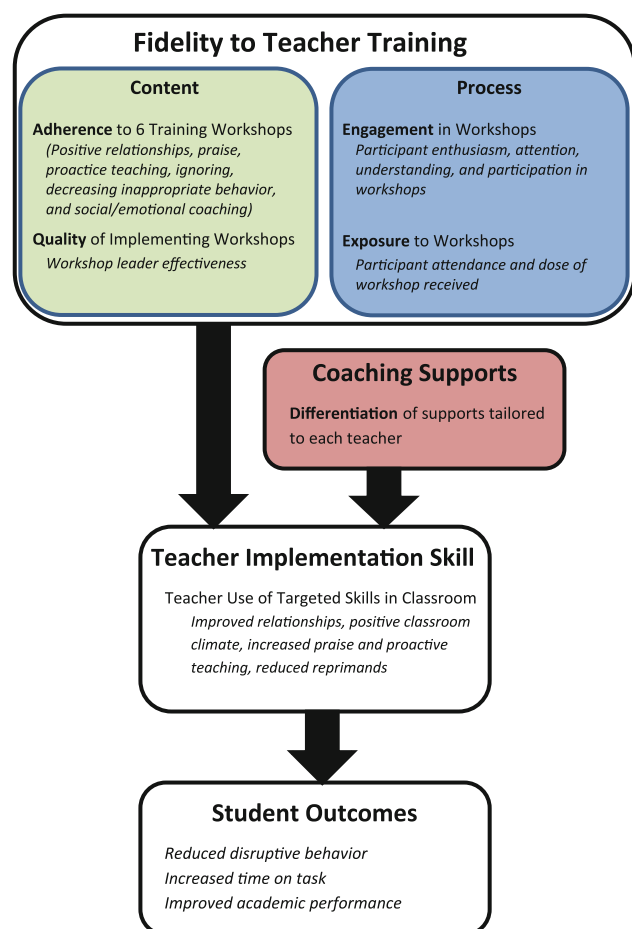 Fidelity to Teacher Training
Content
Adherence to 6 Training Workshops
(Positive relationships, praise,
proactice teaching, ignoring,
decreasing inappropriate behavior,
and social/emotional coaching)
Quality of Implementing Workshops
Workshop leader effectiveness
Process
Engagement in Workshops
Participant enthusiasm, attention,
understanding, and participation in
workshops
Exposure to Workshops
Participant attendance and dose of
workshop received
Coaching Supports
Differentiation of supports tailored
to each teacher
Teacher Implementation Skill
Teacher Use of Targeted Skills in Classroom
Improved relationships, positive classroom
climate, increased praise and proactive
teaching, reduced reprimands
Student Outcomes
Reduced disruptive behavior
Increased time on task
Improved academic performance